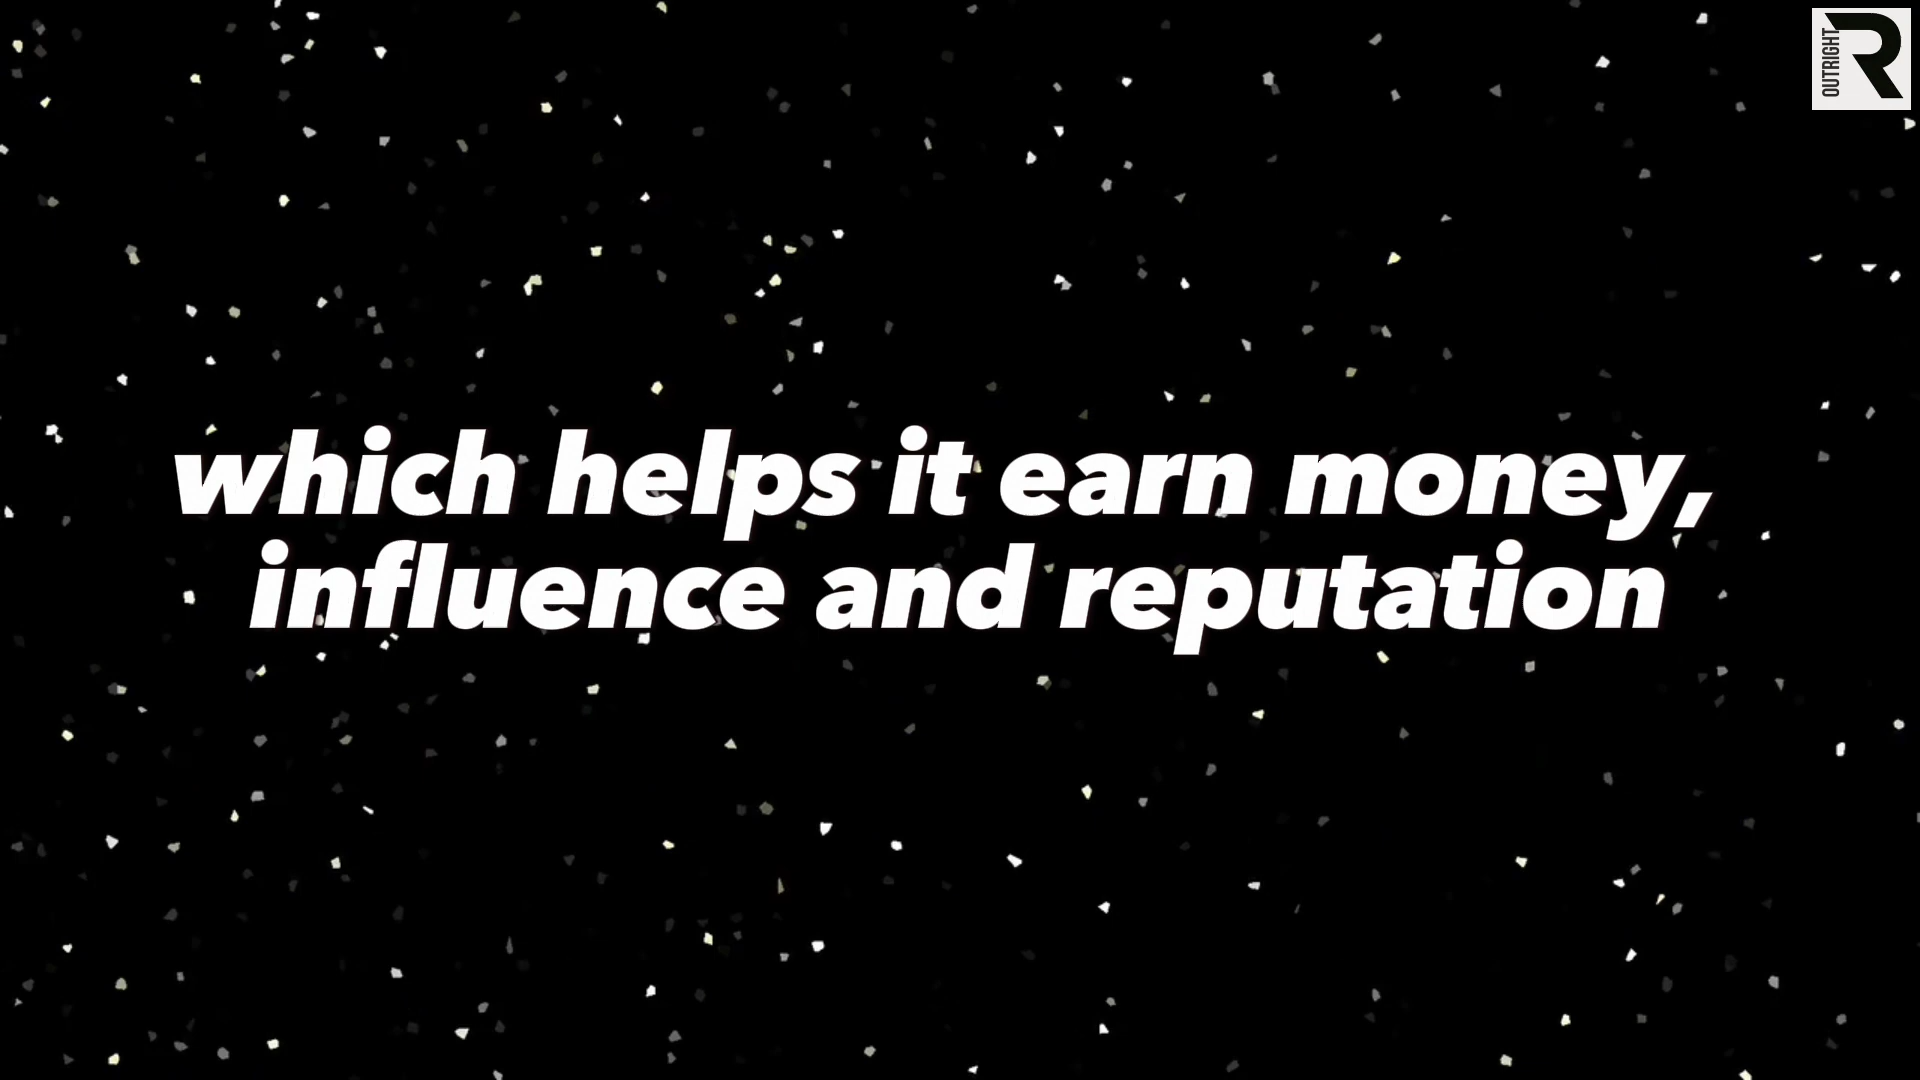 OUTRIGHT
R
which helps it earn money,
influence and reputation